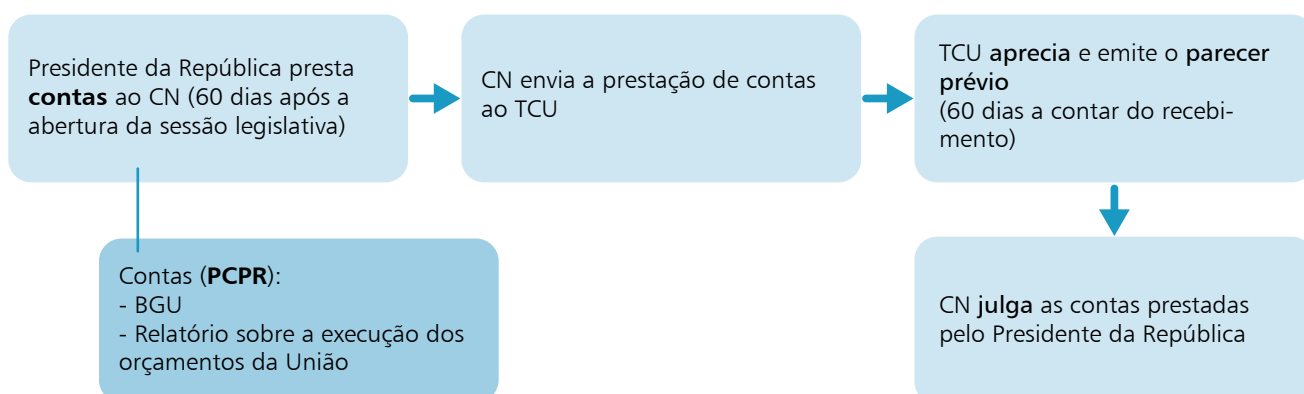 Presidente da República presta
contas ao CN (60 dias após a
abertura da sessão legislativa)
CN envia a prestação de contas
ao TCU
TCU aprecia e emite o parecer
prévio
(60 dias a contar do recebi-
mento)
Contas (PCPR):
- BGU
- Relatório sobre a execução dos
orçamentos da União
CN julga as contas prestadas
pelo Presidente da República